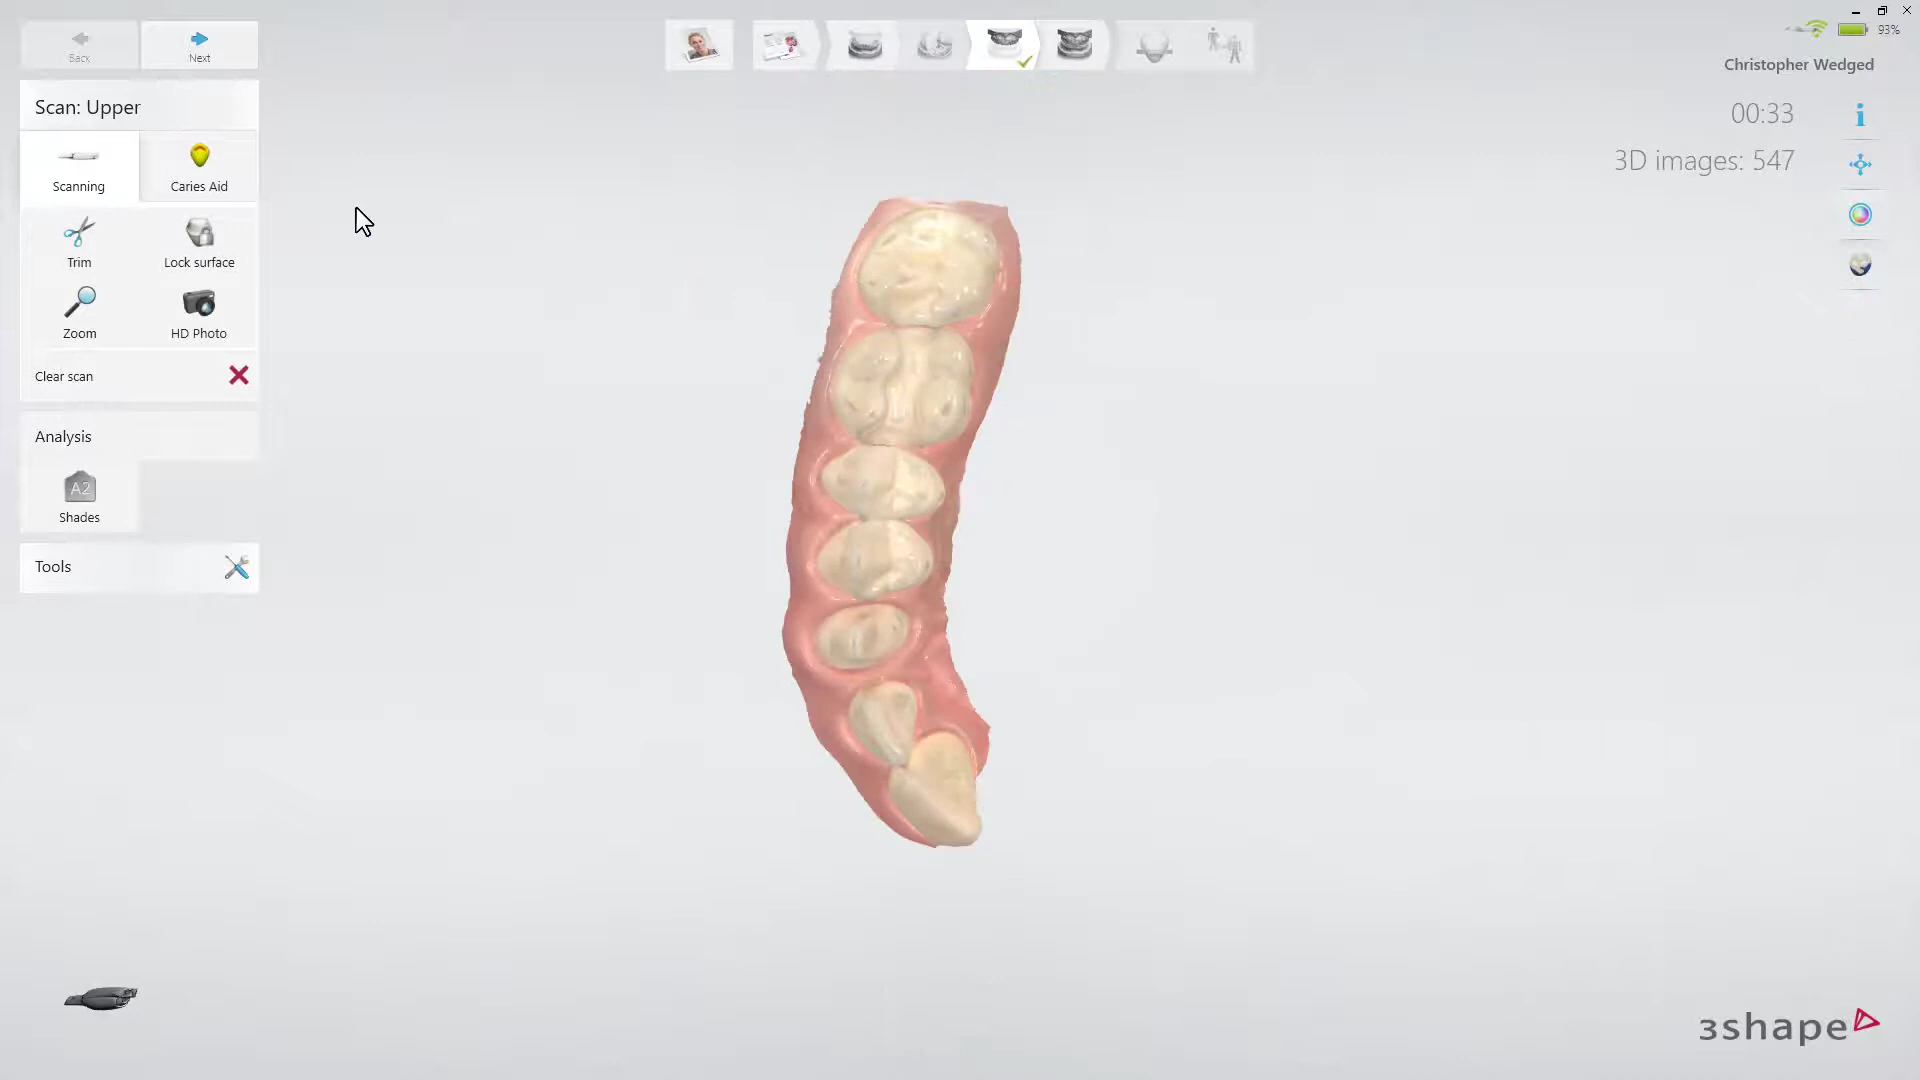 Back
Next
93%
Christopher Wedged
Scan: Upper
00:33
3D images: 547
Scanning
Caries Aid
Trim
Lock surface
Zoom
HD Photo
Clear scan
Analysis
A2
Shades
Tools
3shape